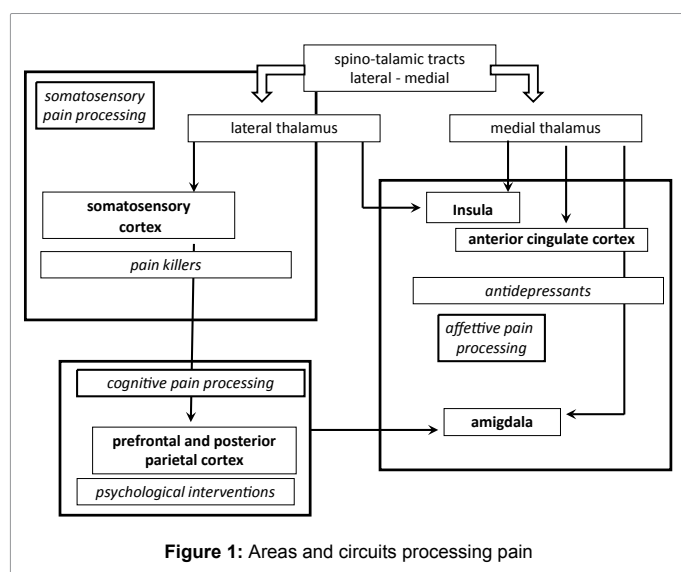 spino-talamic tracts
lateral - medial
somatosensory
pain processing
lateral thalamus
medial thalamus
somatosensory
cortex
Insula
anterior cingulate cortex
pain killers
antidepressants
affettive pain
processing
cognitive pain processing
prefrontal and posterior
parietal cortex
amigdala
psychological interventions
Figure 1: Areas and circuits processing pain